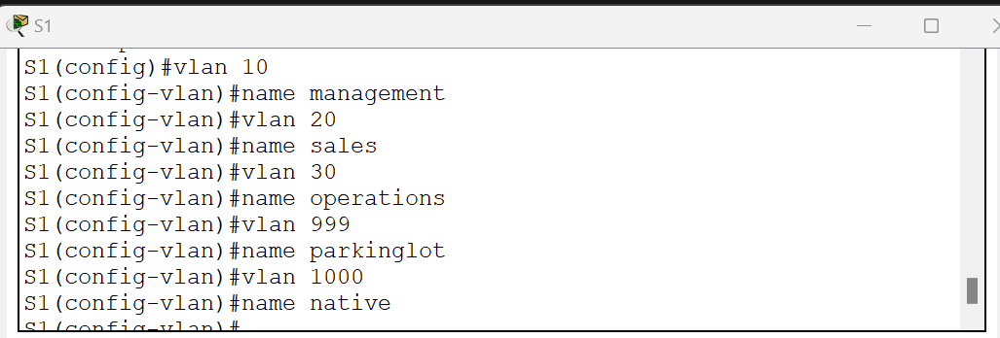 S1
S1(config)#vlan 10
S1(config-vlan)#name management
S1(config-vlan)#vlan 20
S1(config-vlan)#name sales
S1(config-vlan)#vlan 30
S1(config-vlan)#name operations
S1(config-vlan)#vlan 999
S1(config-vlan)#name parkinglot
S1(config-vlan)#vlan 1000
S1(config-vlan)#name native
S1(config-vlan)#